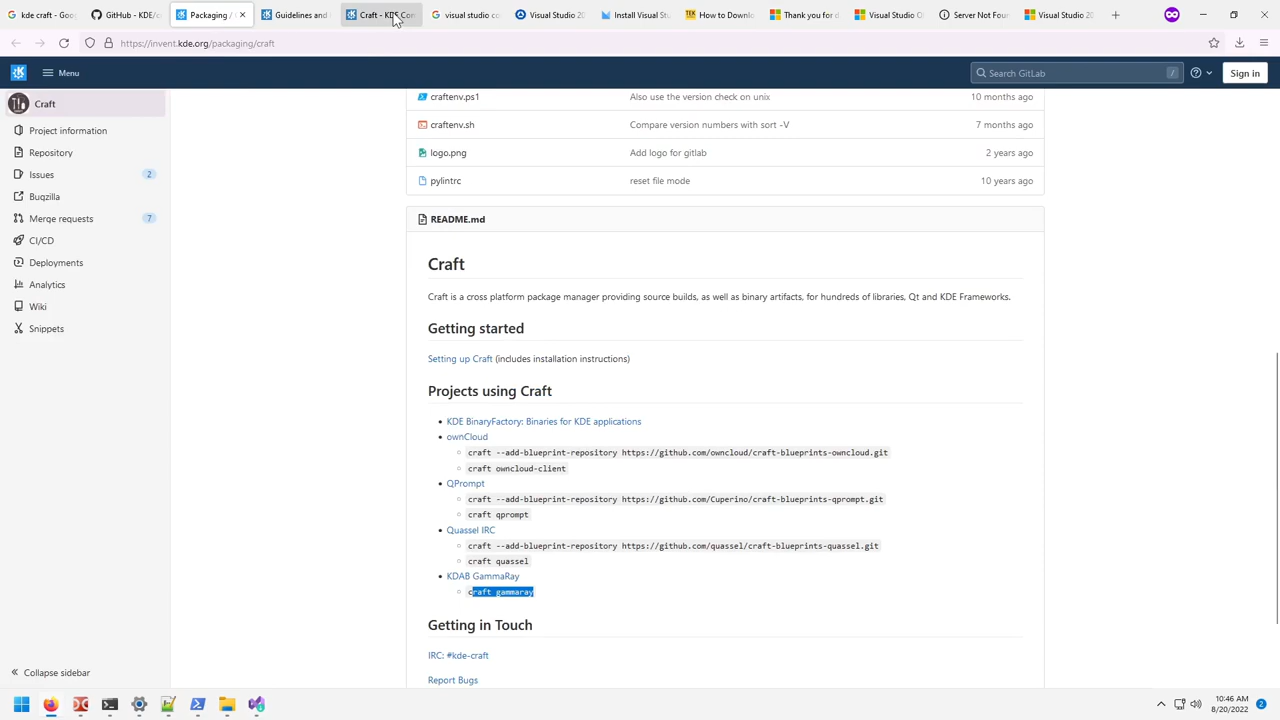 kde craft - Go
GitHub - KDE/c
Packaging /
Guidelines and
Craft - KDE Con
visual studio co
Visual Studio 20
Install Visual Stu
How to Downlo
Thank you for d
Visual Studio O
Server Not Foun
Visual Studio 20
https://invent.kde.org/packaging/craft
Menu
Search GitLab
/
Sign in
Craft
Project information
Repository
Issues
2
Bugzilla
Merge requests
7
CI/CD
Deployments
Analytics
Wiki
Snippets
Collapse sidebar
craftenv.ps1 Also use the version check on unix 10 months ago
craftenv.sh Compare version numbers with sort -V 7 months ago
logo.png Add logo for gitlab 2 years ago
pylintrc reset file mode 10 years ago
README.md
Craft
Craft is a cross platform package manager providing source builds, as well as binary artifacts, for hundreds of libraries, Qt and KDE Frameworks.
Getting started
Setting up Craft (includes installation instructions)
Projects using Craft
KDE BinaryFactory: Binaries for KDE applications
ownCloud
craft --add-blueprint-repository https://github.com/owncloud/craft-blueprints-owncloud.git
craft owncloud-client
QPrompt
craft --add-blueprint-repository https://github.com/Cuperino/craft-blueprints-qprompt.git
craft qprompt
Quassel IRC
craft --add-blueprint-repository https://github.com/quassel/craft-blueprints-quassel.git
craft quassel
KDAB GammaRay
craft gammaray
Getting in Touch
IRC: #kde-craft
Report Bugs
10:46 AM
8/20/2022
2